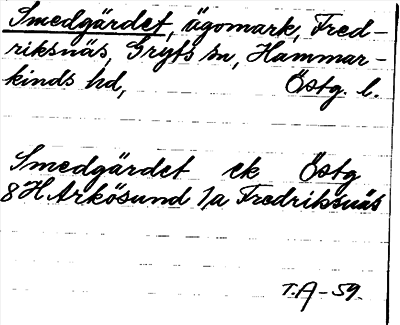 Smedgärdet, ägomark, Fred-
riksnäs, Gryts sn, Hammar-
kinds hd, Östg. l.
Smedgärdet ek Östg
8H Arkösund 1a Fredriksnäs
T.A-59.